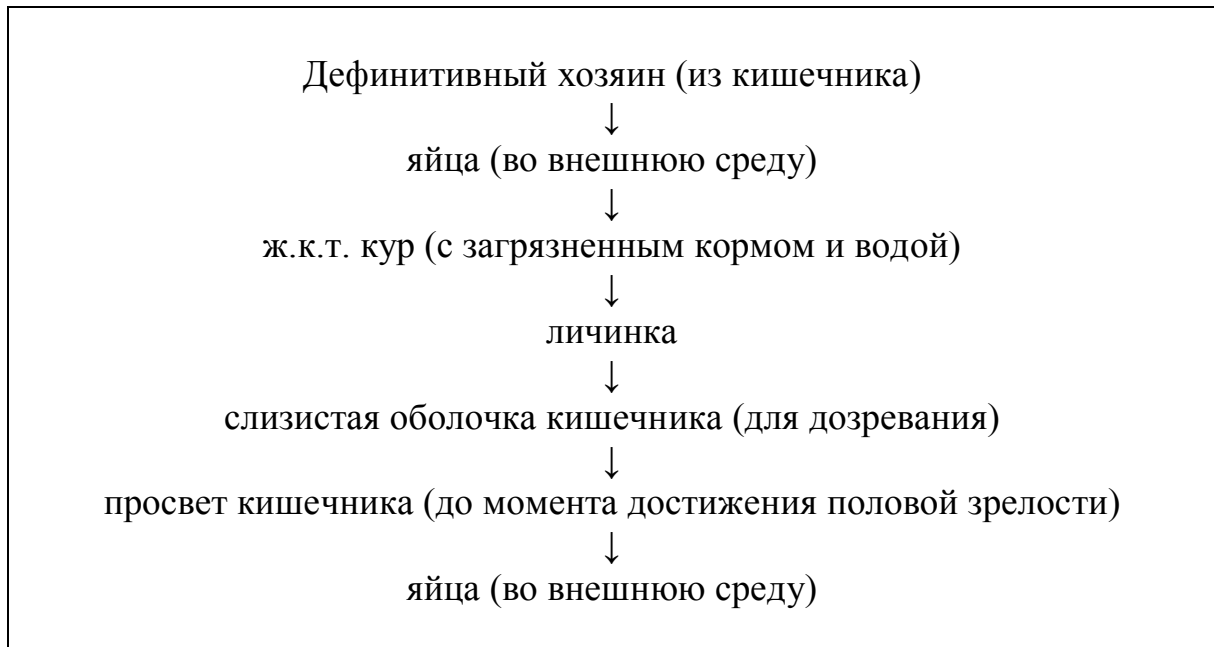 Дефинитивный хозяин (из кишечника)
↓
яйца (во внешнюю среду)
↓
ж.к.т. кур (с загрязненным кормом и водой)
↓
личинка
↓
слизистая оболочка кишечника (для дозревания)
↓
просвет кишечника (до момента достижения половой зрелости)
↓
яйца (во внешнюю среду)